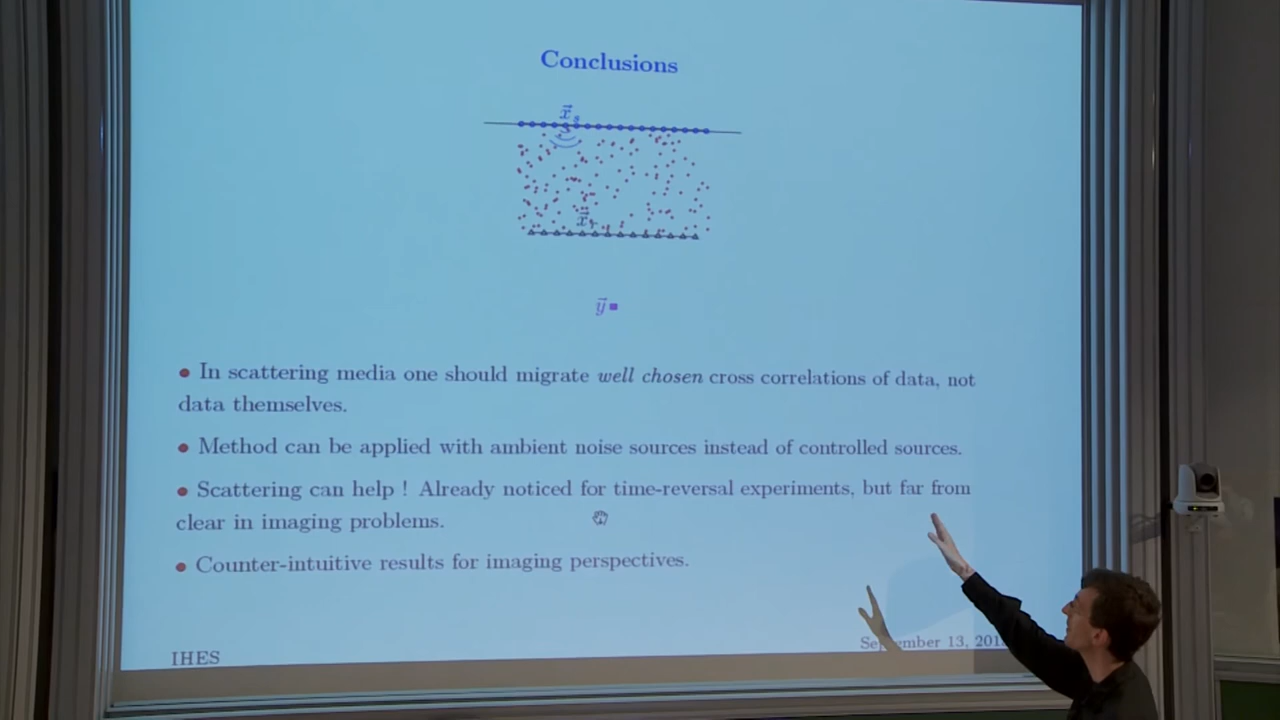 Conclusions
x⃗s
x⃗r
y⃗
• In scattering media one should migrate well chosen cross correlations of data, not
data themselves.
• Method can be applied with ambient noise sources instead of controlled sources.
• Scattering can help ! Already noticed for time-reversal experiments, but far from
clear in imaging problems.
• Counter-intuitive results for imaging perspectives.
IHES
September 13,